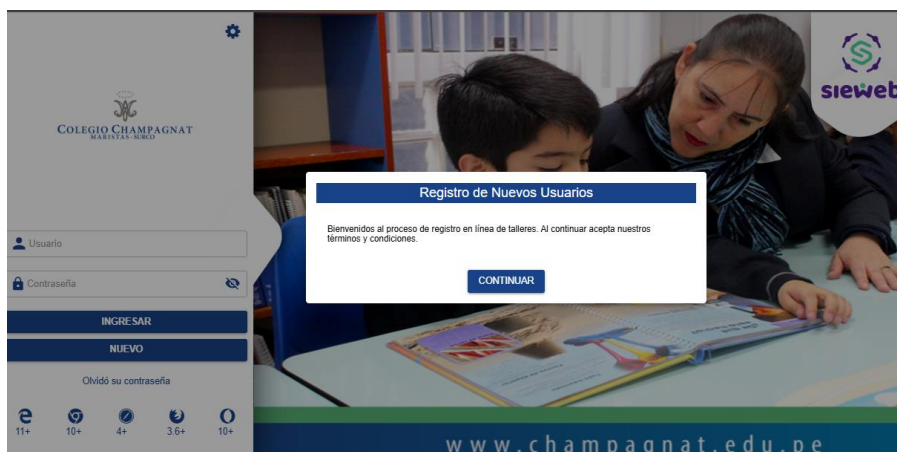 COLEGIO CHAMPAGNAT
MARISTAS - SURCO
sieweb
Registro de Nuevos Usuarios
Bienvenidos al proceso de registro en línea de talleres. Al continuar acepta nuestros
términos y condiciones.
CONTINUAR
Usuario
Contraseña
INGRESAR
NUEVO
Olvidó su contraseña
11+
10+
4+
3.6+
10+
www.champagnat.edu.pe